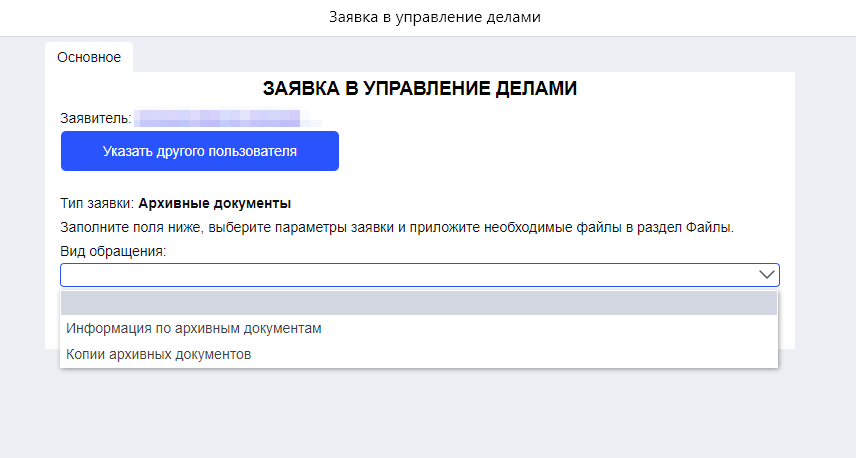 Заявка в управление делами
Основное
ЗАЯВКА В УПРАВЛЕНИЕ ДЕЛАМИ
Заявитель:
Указать другого пользователя
Тип заявки: Архивные документы
Заполните поля ниже, выберите параметры заявки и приложите необходимые файлы в раздел Файлы.
Вид обращения:
Информация по архивным документам
Копии архивных документов